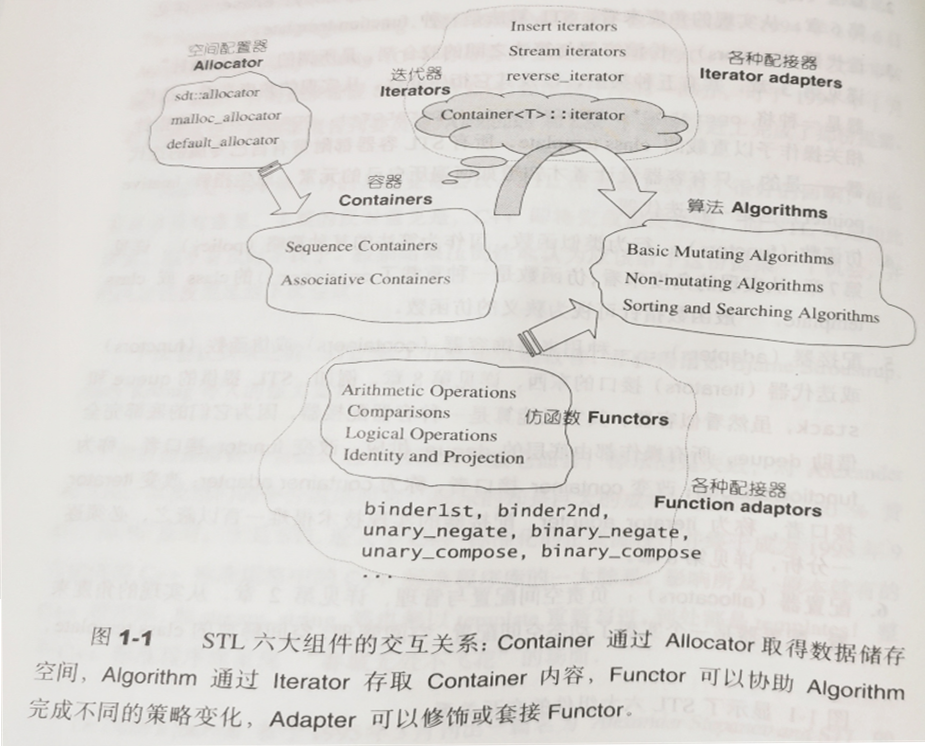 空间配置器
Allocator
sdt::allocator
malloc_allocator
default_allocator
迭代器
Iterators
Insert iterators
Stream iterators
reverse_iterator
Container<T>::iterator
各种配接器
Iterator adapters
容器
Containers
Sequence Containers
Associative Containers
算法 Algorithms
Basic Mutating Algorithms
Non-mutating Algorithms
Sorting and Searching Algorithms
Arithmetic Operations
Comparisons
Logical Operations
Identity and Projection
仿函数 Functors
各种配接器
Function adaptors
binder1st, binder2nd,
unary_negate, binary_negate,
unary_compose, binary_compose
...
图 1-1 STL 六大组件的交互关系: Container 通过 Allocator 取得数据储存
空间, Algorithm 通过 Iterator 存取 Container 内容, Functor 可以协助 Algorithm
完成不同的策略变化, Adapter 可以修饰或套接 Functor.